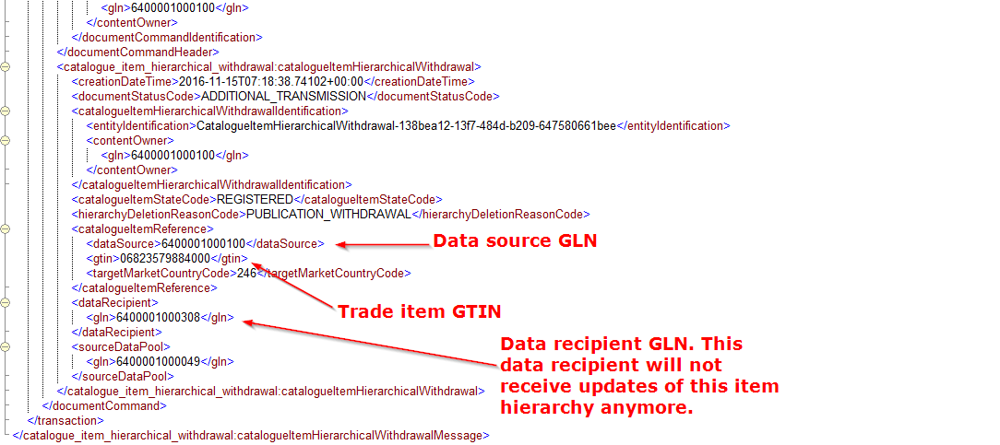 <gln>6400001000100</gln>
</contentOwner>
</documentCommandIdentification>
</documentCommandHeader>
<catalogue_item_hierarchical_withdrawal:catalogueItemHierarchicalWithdrawal>
<creationDateTime>2016-11-15T07:18:38.74102+00:00</creationDateTime>
<documentStatusCode>ADDITIONAL_TRANSMISSION</documentStatusCode>
<catalogueItemHierarchicalWithdrawalIdentification>
<entityIdentification>CatalogueItemHierarchicalWithdrawal-138bea12-13f7-484d-b209-647580661bee</entityIdentification>
<contentOwner>
<gln>6400001000100</gln>
</contentOwner>
</catalogueItemHierarchicalWithdrawalIdentification>
<catalogueItemStateCode>REGISTERED</catalogueItemStateCode>
<hierarchyDeletionReasonCode>PUBLICATION_WITHDRAWAL</hierarchyDeletionReasonCode>
<catalogueItemReference>
<dataSource>6400001000100</dataSource>
Data source GLN
<gtin>06823579884000</gtin>
<targetMarketCountryCode>246</targetMarketCountryCode>
</catalogueItemReference>
<dataRecipient>
Trade item GTIN
<gln>6400001000308</gln>
</dataRecipient>
<sourceDataPool>
<gln>6400001000049</gln>
</sourceDataPool>
Data recipient GLN. This
data recipient will not
receive updates of this item
hierarchy anymore.
</catalogue_item_hierarchical_withdrawal:catalogueItemHierarchicalWithdrawal>
</documentCommand>
</transaction>
</catalogue_item_hierarchical_withdrawal:catalogueItemHierarchicalWithdrawalMessage>